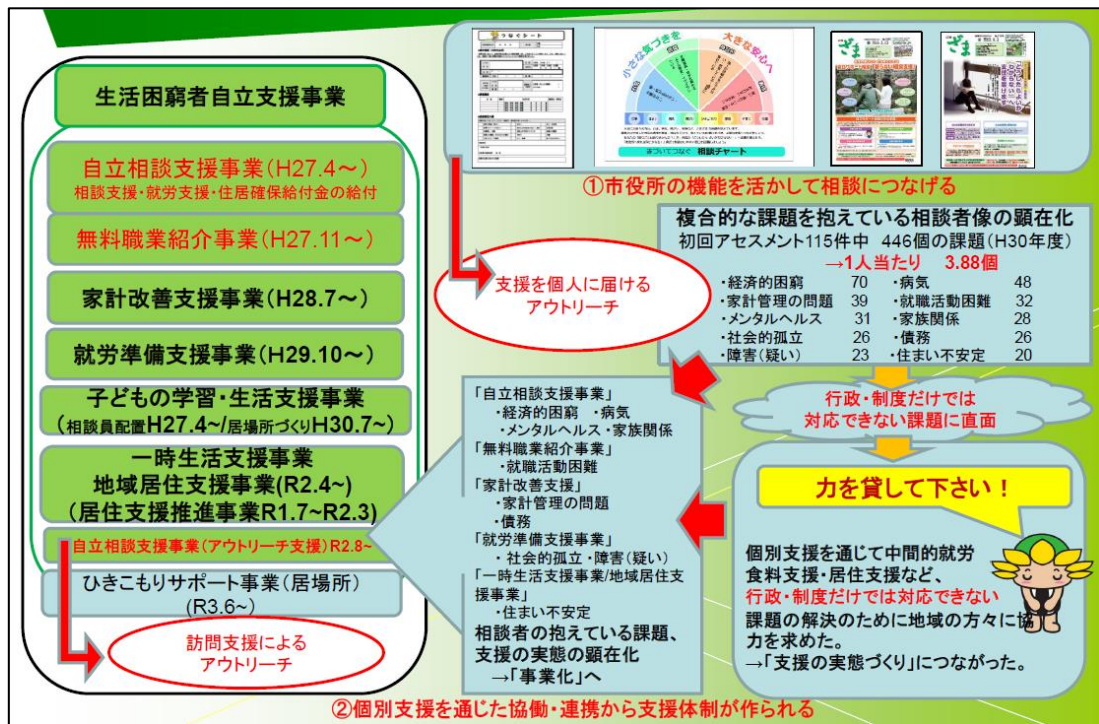 生活困窮者自立支援事業
自立相談支援事業(H27.4～)
相談支援・就労支援・住居確保給付金の給付
無料職業紹介事業(H27.11～)
家計改善支援事業(H28.7～)
就労準備支援事業(H29.10～)
子どもの学習・生活支援事業
(相談員配置H27.4~/居場所づくりH30.7~)
一時生活支援事業
地域居住支援事業(R2.4~)
(居住支援推進事業R1.7~R2.3)
自立相談支援事業(アウトリーチ支援)R2.8~
ひきこもりサポート事業(居場所)
(R3.6~)
訪問支援による
アウトリーチ
つなぐシート
小さな気づきを
大きな安心へ
気づいてつなぐ 相談チャート
ざま
ざま
①市役所の機能を活かして相談につなげる
支援を個人に届ける
アウトリーチ
複合的な課題を抱えている相談者像の顕在化
初回アセスメント115件中 446個の課題(H30年度)
→1人当たり 3.88個
・経済的困窮 70 ・病気 48
・家計管理の問題 39 ・就職活動困難 32
・メンタルヘルス 31 ・家族関係 28
・社会的孤立 26 ・債務 26
・障害(疑い) 23 ・住まい不安定 20
行政・制度だけでは
対応できない課題に直面
「自立相談支援事業」
・経済的困窮 ・病気
・メンタルヘルス・家族関係
「無料職業紹介事業」
・就職活動困難
「家計改善支援」
・家計管理の問題
・債務
「就労準備支援事業」
・社会的孤立・障害(疑い)
「一時生活支援事業/地域居住支
援事業」
・住まい不安定
相談者の抱えている課題、
支援の実態の顕在化
→「事業化」へ
力を貸して下さい！
個別支援を通じて中間的就労
食料支援・居住支援など、
行政・制度だけでは対応できない
課題の解決のために地域の方々に協
力を求めた。
→「支援の実態づくり」につながった。
②個別支援を通じた協働・連携から支援体制が作られる